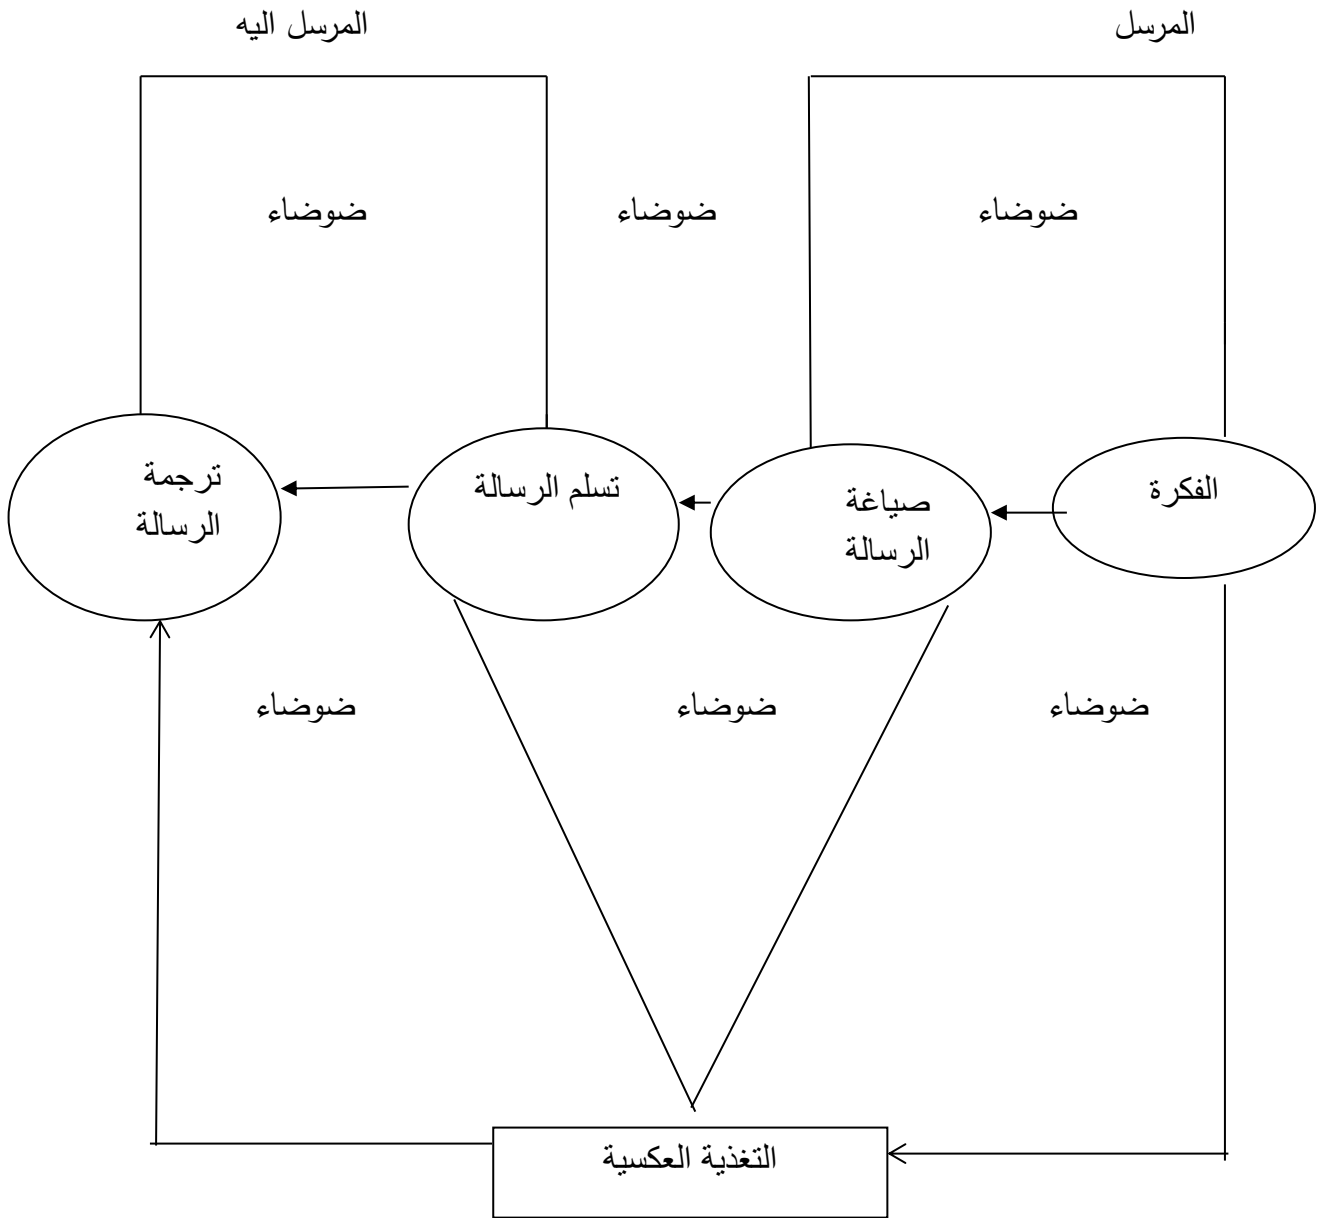 المرسل
المرسل اليه
ضوضاء
ضوضاء
ضوضاء
الفكرة
صياغة
الرسالة
تسلم الرسالة
ترجمة
الرسالة
ضوضاء
ضوضاء
ضوضاء
التغذية العكسية